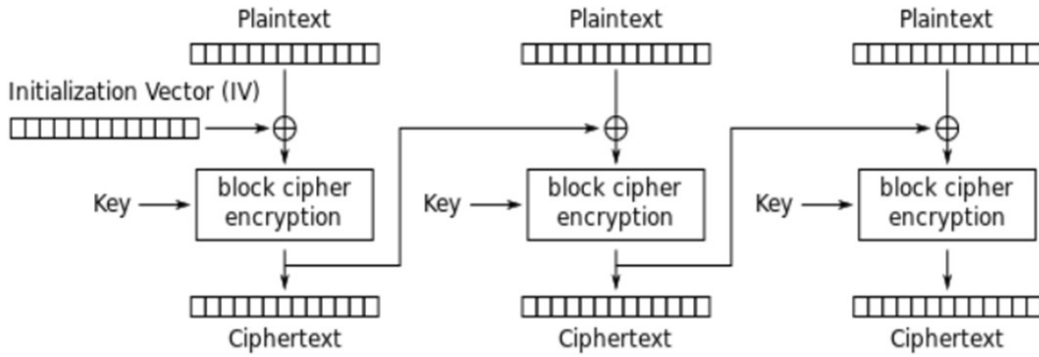 Plaintext
Plaintext
Plaintext
Initialization Vector (IV)
Key
block cipher
encryption
Key
block cipher
encryption
Key
block cipher
encryption
Ciphertext
Ciphertext
Ciphertext